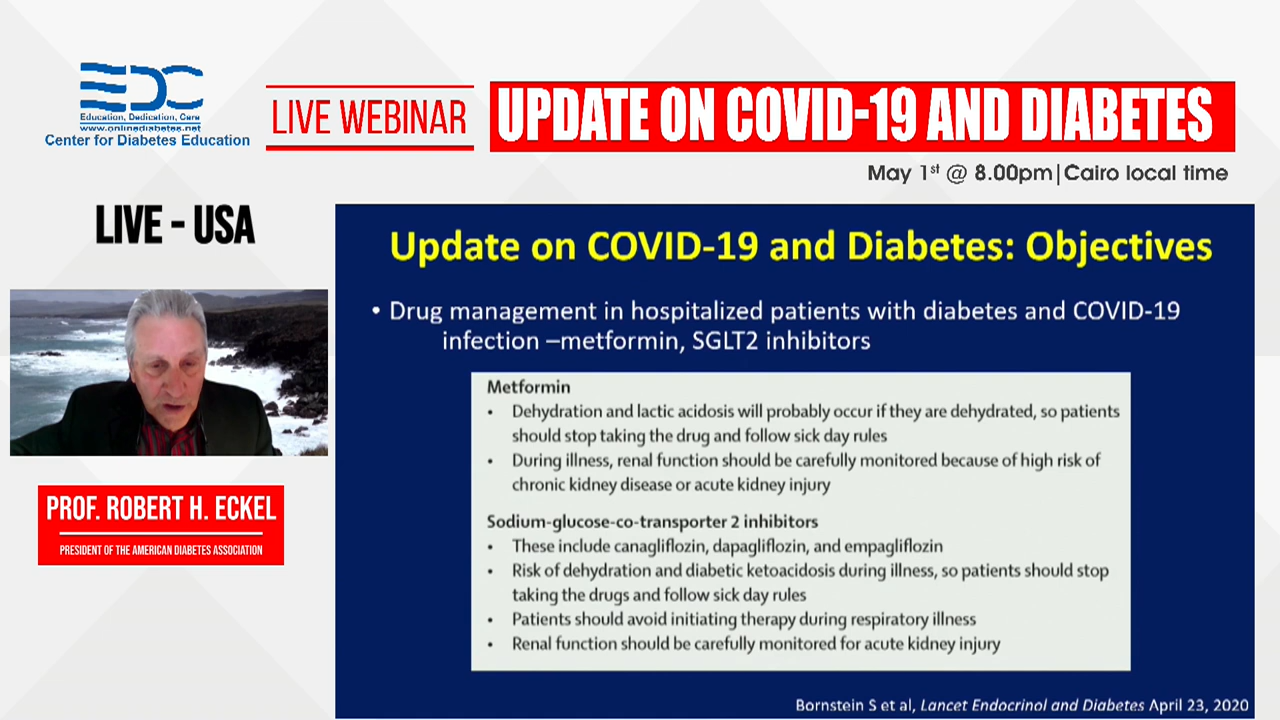 EDC
Education, Dedication, Care
www.onlinediabetes.net
Center for Diabetes Education
LIVE WEBINAR
UPDATE ON COVID-19 AND DIABETES
May 1st @ 8.00pm|Cairo local time
LIVE - USA
PROF. ROBERT H. ECKEL
PRESIDENT OF THE AMERICAN DIABETES ASSOCIATION
Update on COVID-19 and Diabetes: Objectives
• Drug management in hospitalized patients with diabetes and COVID-19
infection –metformin, SGLT2 inhibitors
Metformin
• Dehydration and lactic acidosis will probably occur if they are dehydrated, so patients
should stop taking the drug and follow sick day rules
• During illness, renal function should be carefully monitored because of high risk of
chronic kidney disease or acute kidney injury
Sodium-glucose-co-transporter 2 inhibitors
• These include canagliflozin, dapagliflozin, and empagliflozin
• Risk of dehydration and diabetic ketoacidosis during illness, so patients should stop
taking the drugs and follow sick day rules
• Patients should avoid initiating therapy during respiratory illness
• Renal function should be carefully monitored for acute kidney injury
Bornstein S et al, Lancet Endocrinol and Diabetes April 23, 2020